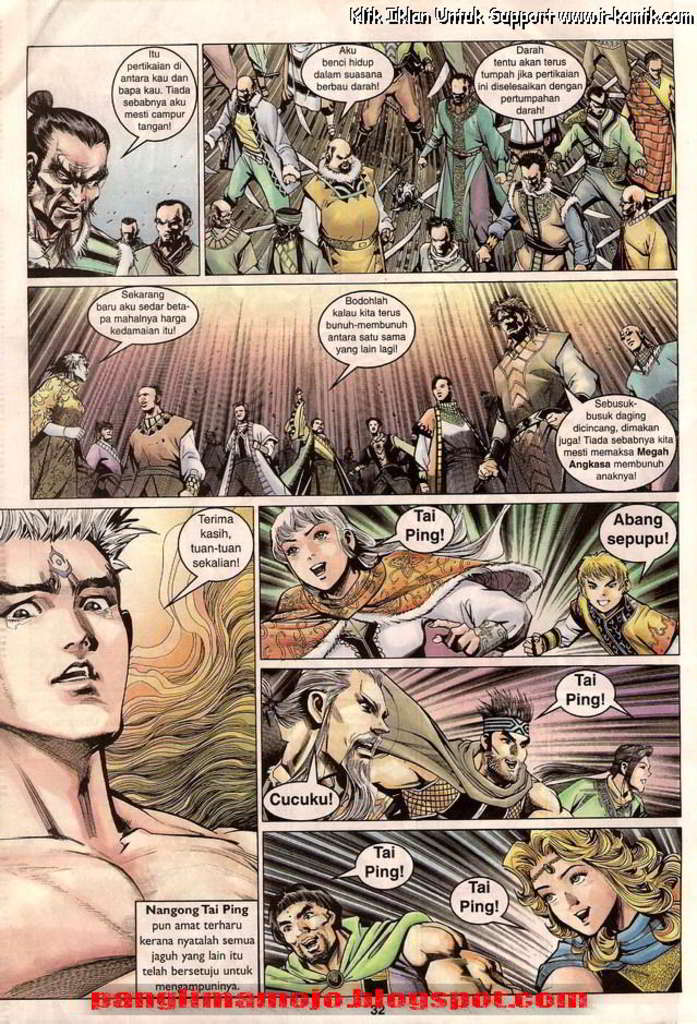 Klik Iklan Untuk Support www.ir-komik.com
Itu
pertikaian di
antara kau dan
bapa kau. Tiada
sebabnya aku
mesti campur
tangan!
Aku
benci hidup
dalam suasana
berbau darah!
Darah
tentu akan terus
tumpah jika pertikaian
ini diselesaikan dengan
pertumpahan
darah!
Sekarang
baru aku sedar beta-
pa mahalnya harga
kedamaian itu!
Bodohlah
kalau kita terus
bunuh-membunuh
antara satu sama
yang lain lagi!
Sebusuk-
busuk daging
dicincang, dimakan
juga! Tiada sebabnya kita
mesti memaksa Megah
Angkasa membunuh
anaknya!
Terima
kasih,
tuan-tuan
sekalian!
Nangong Tai Ping
pun amat terharu
kerana nyatalah semua
jaguh yang lain itu
telah bersetuju untuk
mengampuninya.
Tai
Ping!
Abang
sepupu!
Cucuku!
Tai
Ping!
Tai
Ping!
Tai
Ping!
panglimamojo.blogspot.com
32